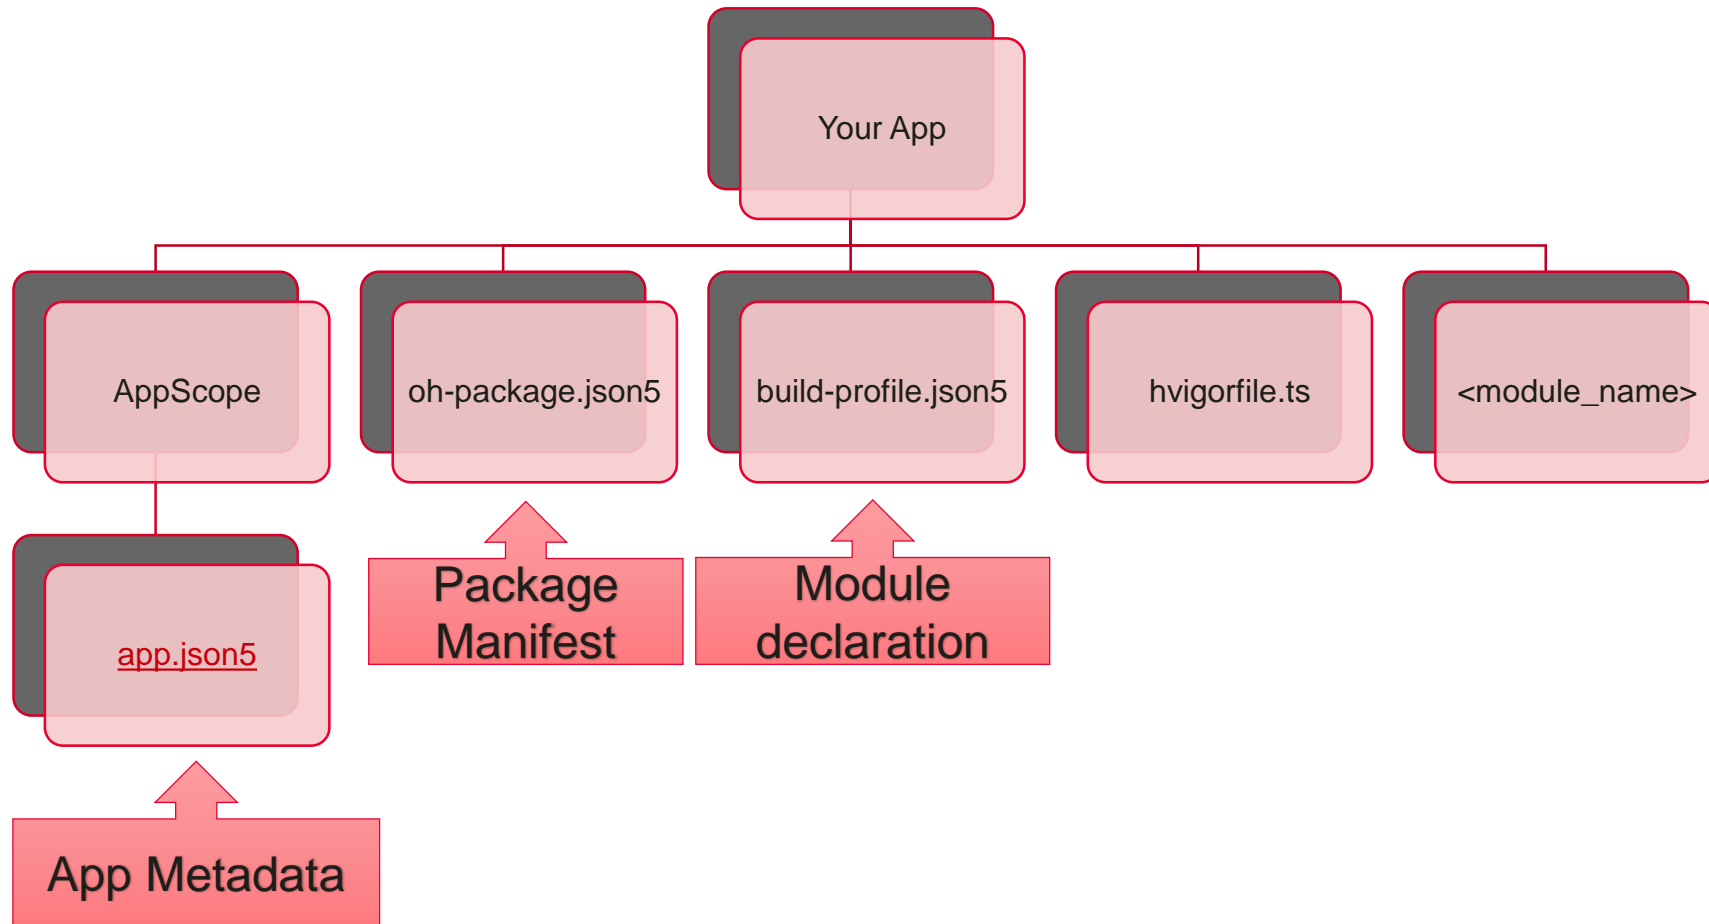 Your App
AppScope
oh-package.json5
build-profile.json5
hvigorfile.ts
<module_name>
app.json5
Package
Manifest
Module
declaration
App Metadata